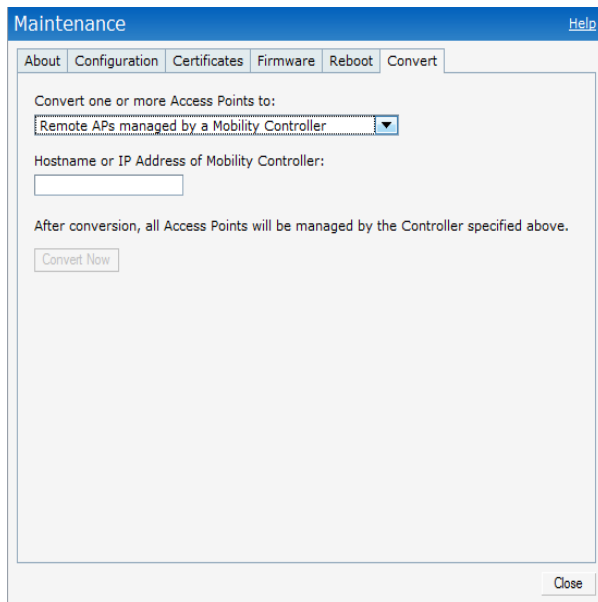 Maintenance
Help
About Configuration Certificates Firmware Reboot Convert
Convert one or more Access Points to:
Remote APs managed by a Mobility Controller
Hostname or IP Address of Mobility Controller:
After conversion, all Access Points will be managed by the Controller specified above.
Convert Now
Close